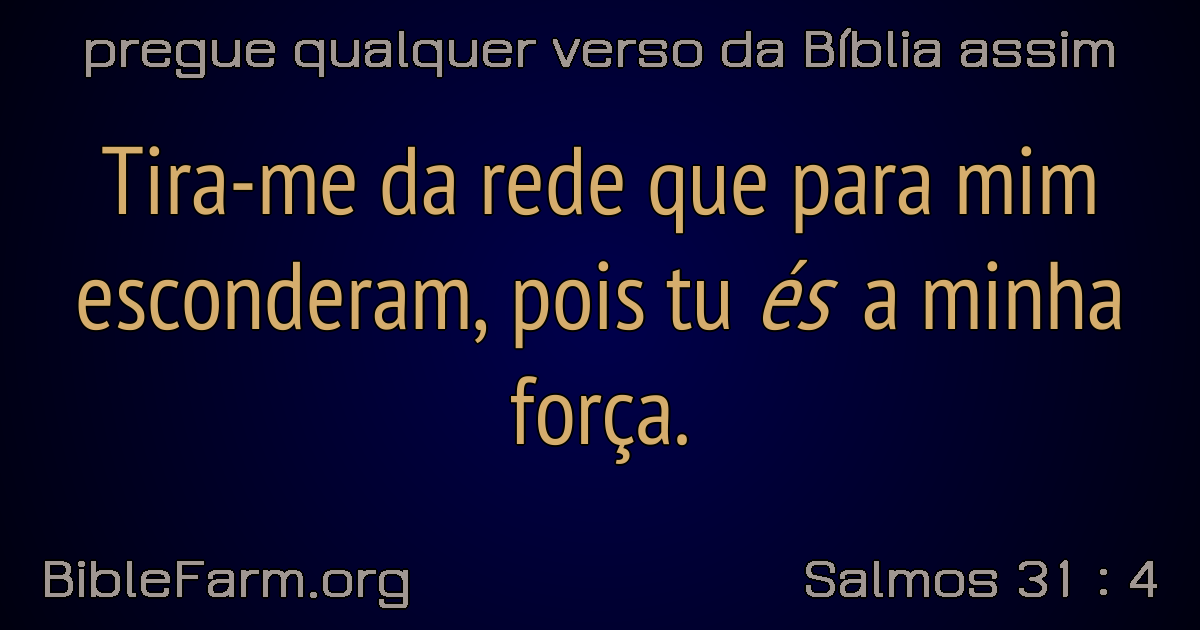 pregue qualquer verso da Bíblia assim
Tira-me da rede que para mim
esconderam, pois tu és a minha
força.
BibleFarm.org
Salmos 31 : 4